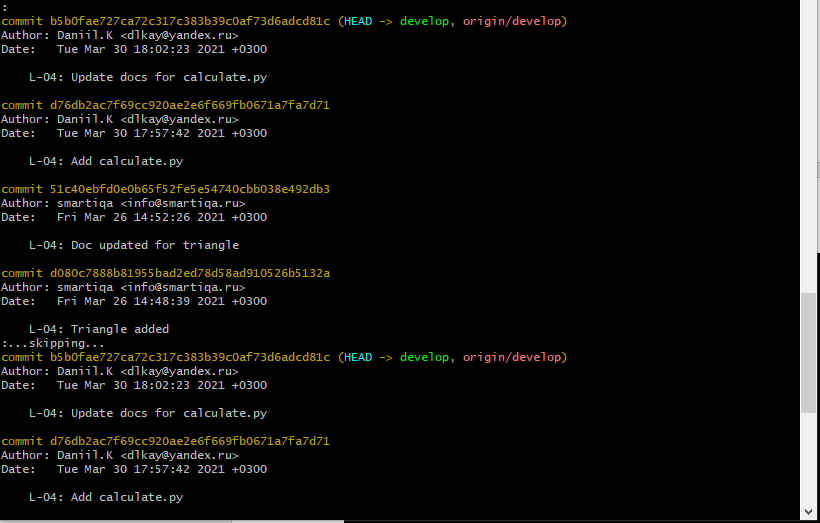 :
commit b5b0fae727ca72c317c383b39c0af73d6adcd81c (HEAD -> develop, origin/develop)
Author: Daniil.K <dlkay@yandex.ru>
Date:   Tue Mar 30 18:02:23 2021 +0300

    L-04: Update docs for calculate.py

commit d76db2ac7f69cc920ae2e6f669fb0671a7fa7d71
Author: Daniil.K <dlkay@yandex.ru>
Date:   Tue Mar 30 17:57:42 2021 +0300

    L-04: Add calculate.py

commit 51c40ebfd0e0b65f52fe5e54740cbb038e492db3
Author: smartiqa <info@smartiqa.ru>
Date:   Fri Mar 26 14:52:26 2021 +0300

    L-04: Doc updated for triangle

commit d080c7888b81955bad2ed78d58ad910526b5132a
Author: smartiqa <info@smartiqa.ru>
Date:   Fri Mar 26 14:48:39 2021 +0300

    L-04: Triangle added
:...skipping...
commit b5b0fae727ca72c317c383b39c0af73d6adcd81c (HEAD -> develop, origin/develop)
Author: Daniil.K <dlkay@yandex.ru>
Date:   Tue Mar 30 18:02:23 2021 +0300

    L-04: Update docs for calculate.py

commit d76db2ac7f69cc920ae2e6f669fb0671a7fa7d71
Author: Daniil.K <dlkay@yandex.ru>
Date:   Tue Mar 30 17:57:42 2021 +0300

    L-04: Add calculate.py